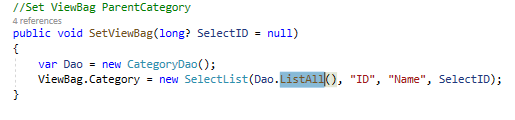 //Set ViewBag ParentCategory
4 references
public void SetViewBag(long? SelectID = null)
{
var Dao = new CategoryDao();
ViewBag.Category = new SelectList(Dao.ListAll(), "ID", "Name", SelectID);
}